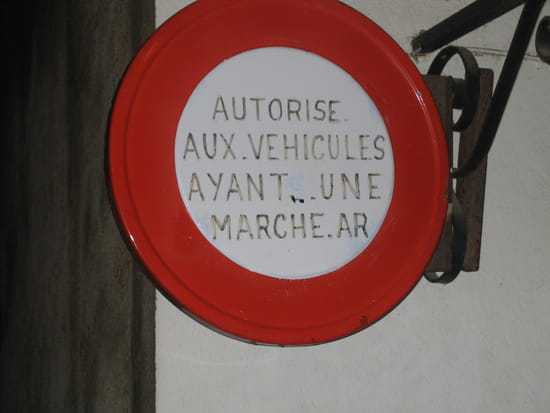 AUTORISE.
AUX.VEHICULES
AYANT...UNE
MARCHE.AR